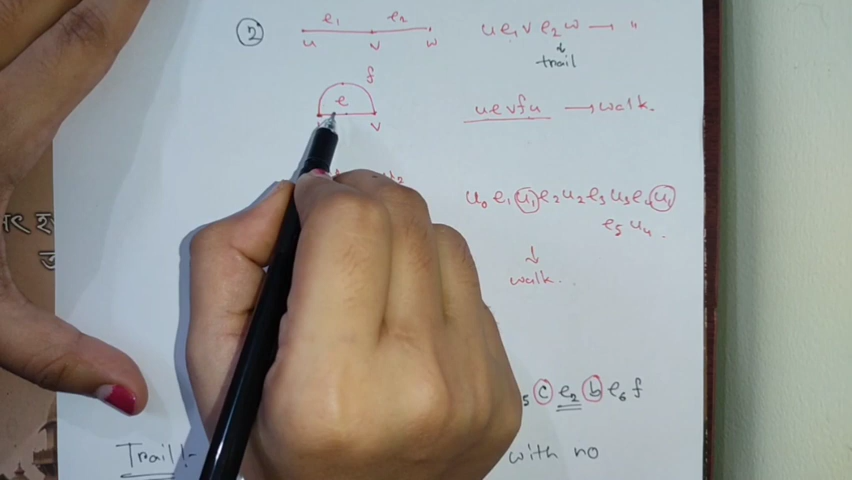 ② e₁ e₂ u e₁ v e₂ w → "
u v w ↓
trail
f
e
u e v f u → walk.
v
u₀ e₁ u₁ e₂ u₂ e₃ u₃ e₄ u₁
e₅ u₄ .
↓
walk .
₅ c e₂ b e₆ f
Trail :- with no